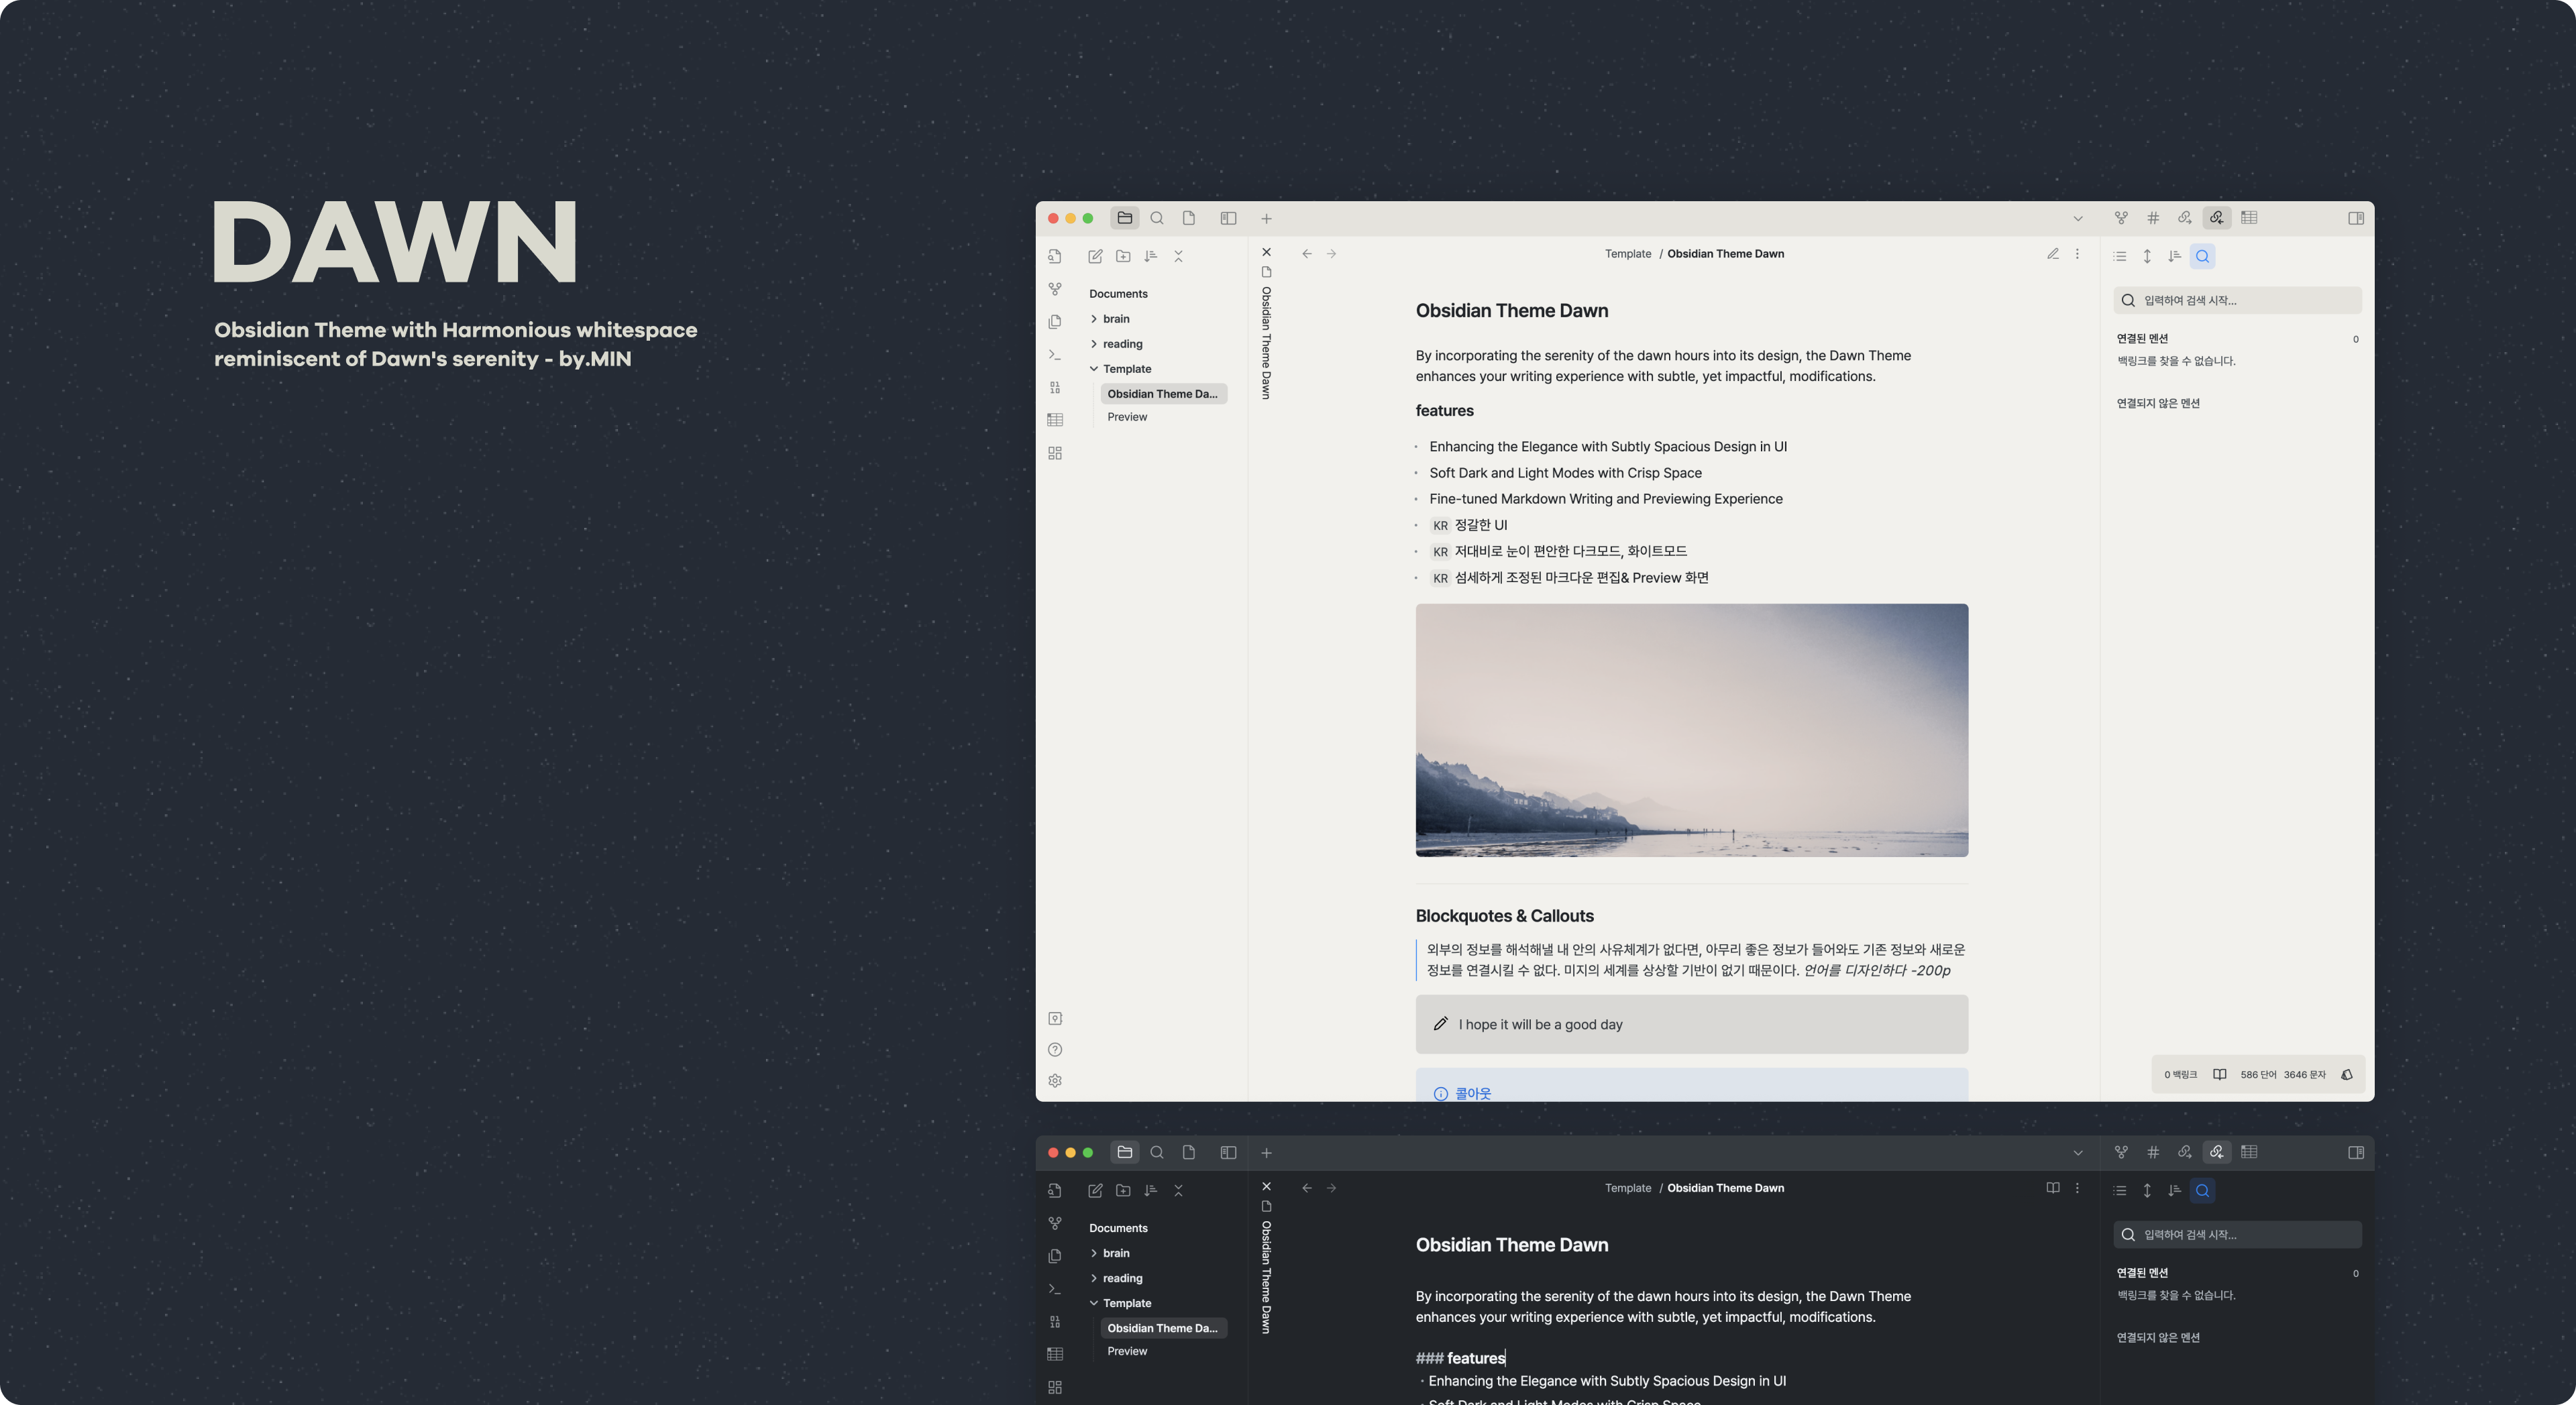 DAWN
Obsidian Theme with Harmonious whitespace
reminiscent of Dawn's serenity - by.MIN
Documents
brain
reading
Template
Obsidian Theme Da...
Preview
Obsidian Theme Dawn
Template / Obsidian Theme Dawn
Obsidian Theme Dawn
By incorporating the serenity of the dawn hours into its design, the Dawn Theme
enhances your writing experience with subtle, yet impactful, modifications.
features
Enhancing the Elegance with Subtly Spacious Design in UI
Soft Dark and Light Modes with Crisp Space
Fine-tuned Markdown Writing and Previewing Experience
KR 정갈한 UI
KR 저대비로 눈이 편안한 다크모드, 화이트모드
KR 섬세하게 조정된 마크다운 편집& Preview 화면
Blockquotes & Callouts
외부의 정보를 해석해낼 내 안의 사유체계가 없다면, 아무리 좋은 정보가 들어와도 기존 정보와 새로운
정보를 연결시킬 수 없다. 미지의 세계를 상상할 기반이 없기 때문이다. 언어를 디자인하다 -200p
I hope it will be a good day
콜아웃
입력하여 검색 시작...
연결된 멘션 0
백링크를 찾을 수 없습니다.
연결되지 않은 멘션
0 백링크 586 단어 3646 문자
Documents
brain
reading
Template
Obsidian Theme Da...
Preview
Obsidian Theme Dawn
Template / Obsidian Theme Dawn
Obsidian Theme Dawn
By incorporating the serenity of the dawn hours into its design, the Dawn Theme
enhances your writing experience with subtle, yet impactful, modifications.
### features
Enhancing the Elegance with Subtly Spacious Design in UI
Soft Dark and Light Modes with Crisp Space
입력하여 검색 시작...
연결된 멘션 0
백링크를 찾을 수 없습니다.
연결되지 않은 멘션